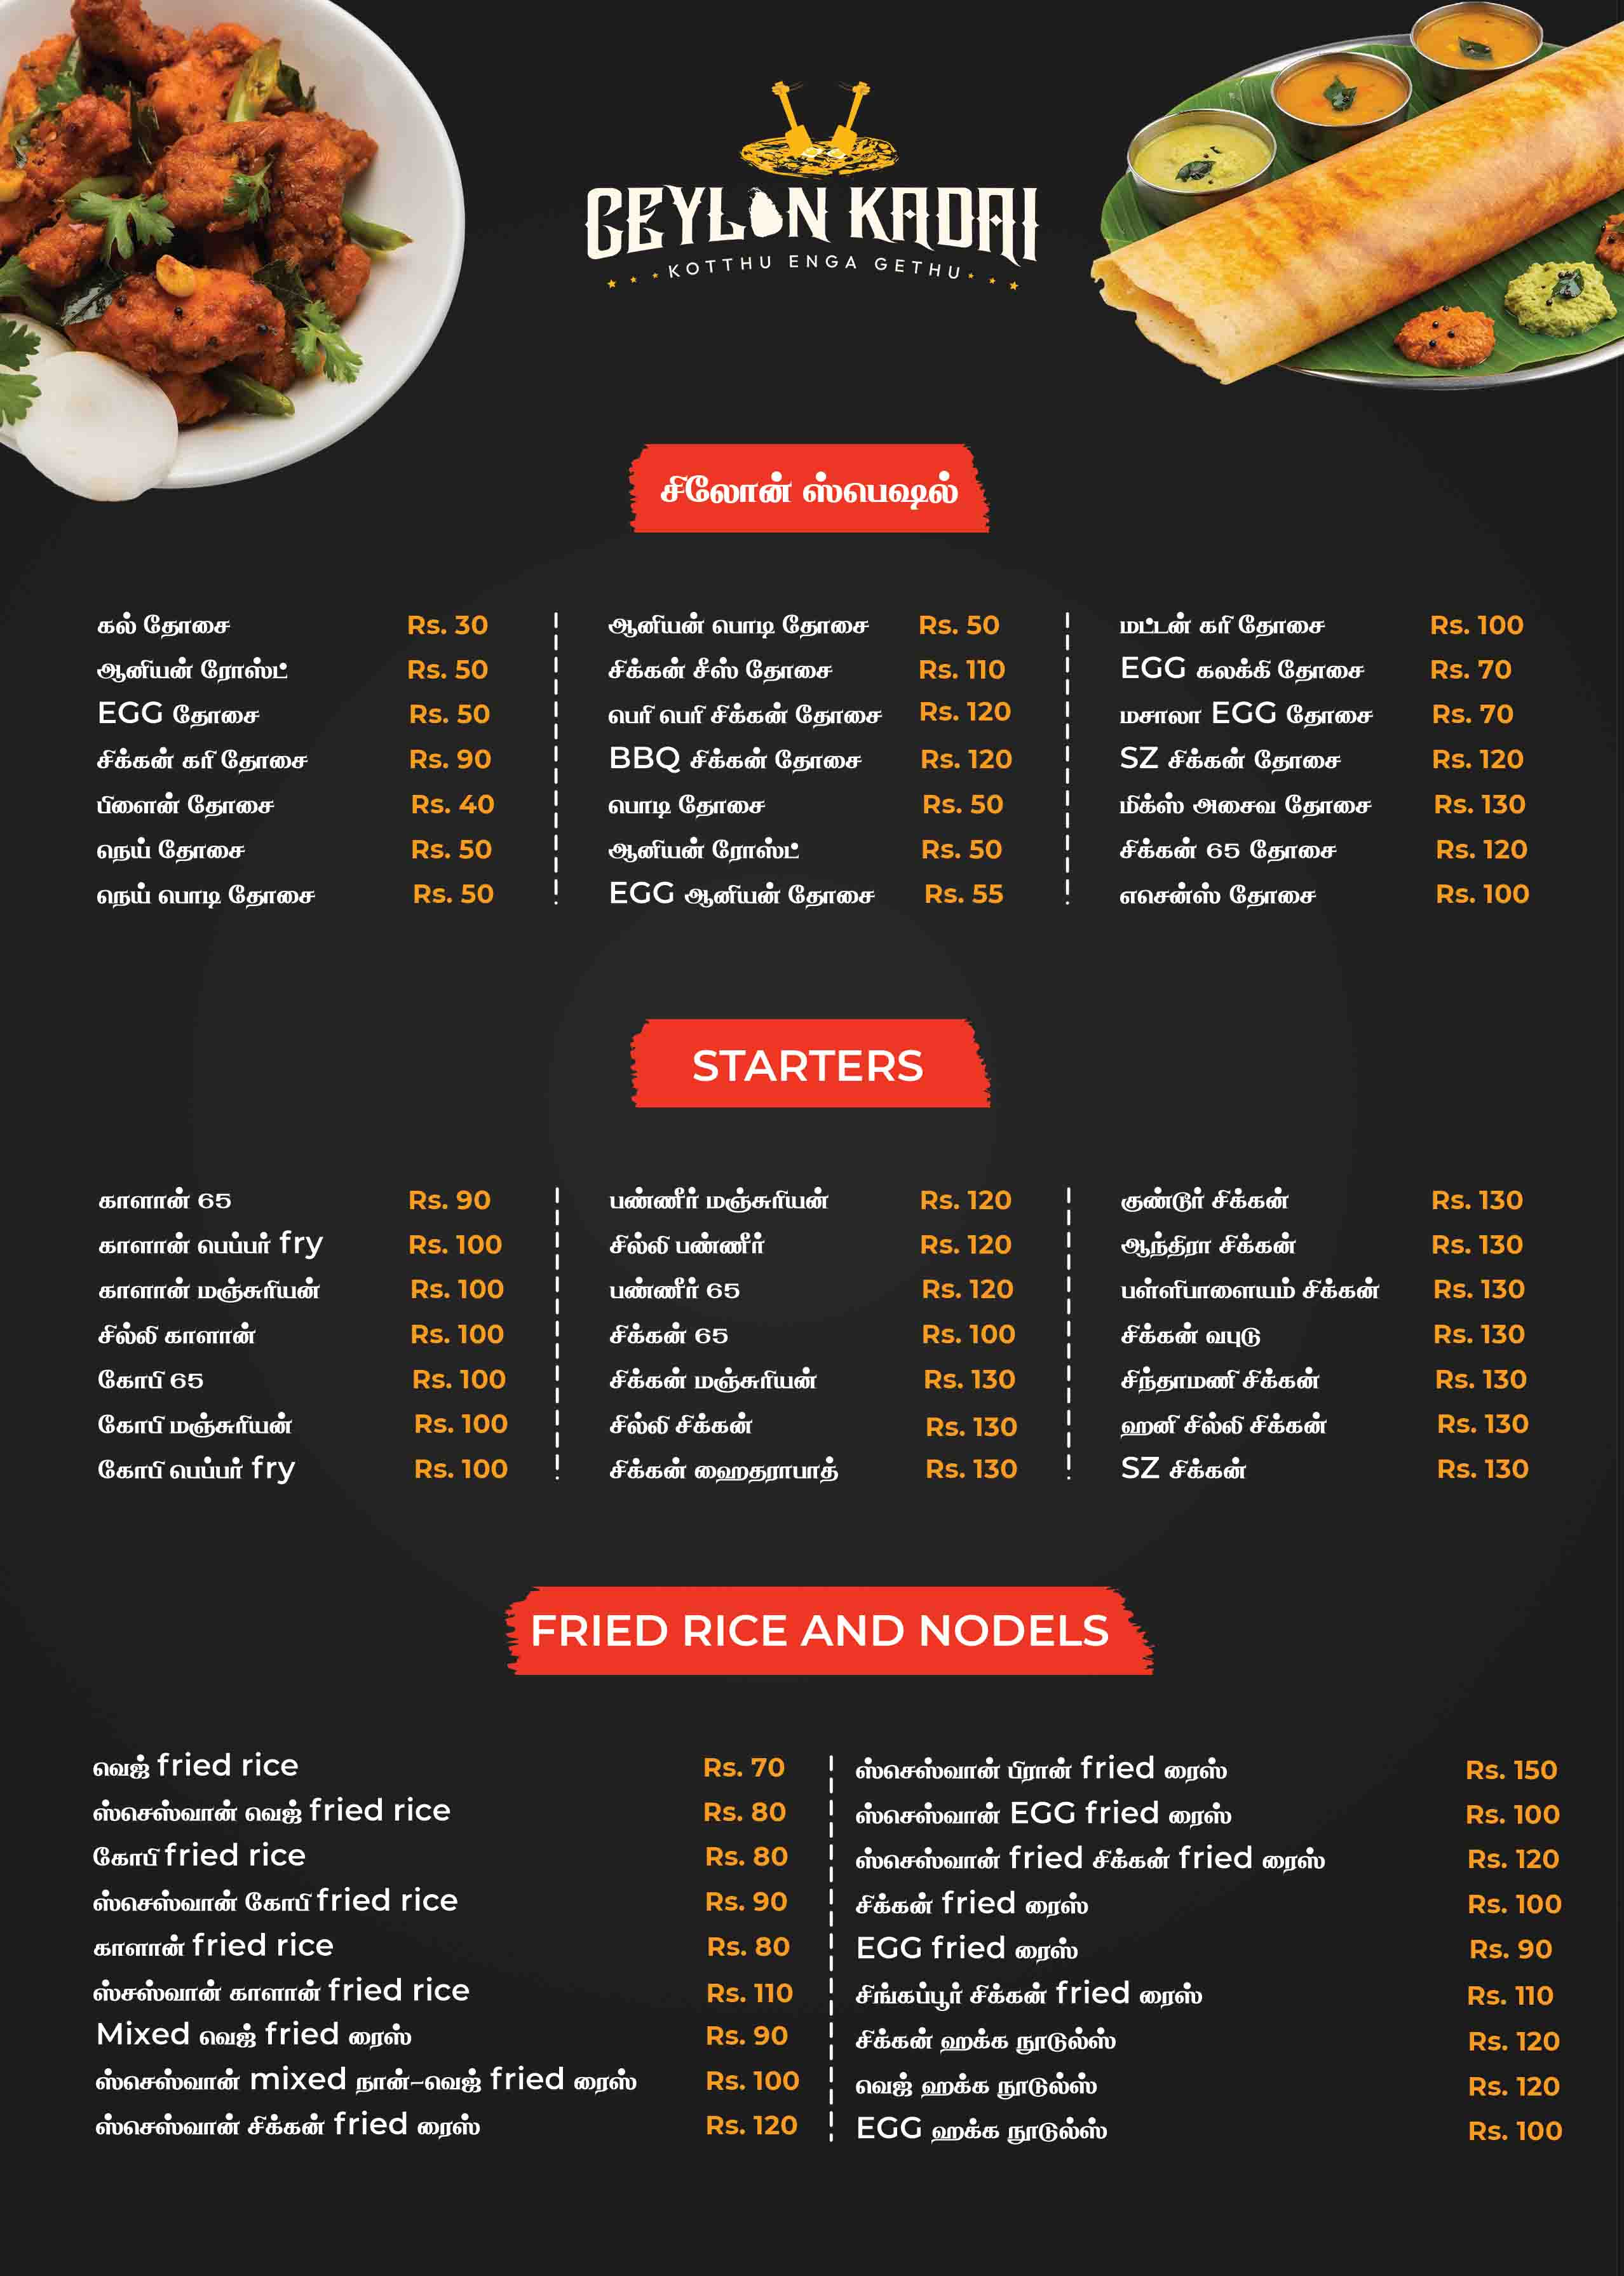 CEYLON KADAI
KOTTHU ENGA GETHU
சிலோன் ஸ்பெஷல்
கல் தோசை Rs. 30
ஆனியன் ரோஸ்ட் Rs. 50
EGG தோசை Rs. 50
சிக்கன் கரி தோசை Rs. 90
பிளைன் தோசை Rs. 40
நெய் தோசை Rs. 50
நெய் பொடி தோசை Rs. 50
ஆனியன் பொடி தோசை Rs. 50
சிக்கன் சீஸ் தோசை Rs. 110
பெரி பெரி சிக்கன் தோசை Rs. 120
BBQ சிக்கன் தோசை Rs. 120
பொடி தோசை Rs. 50
ஆனியன் ரோஸ்ட் Rs. 50
EGG ஆனியன் தோசை Rs. 55
மட்டன் கரி தோசை Rs. 100
EGG கலக்கி தோசை Rs. 70
மசாலா EGG தோசை Rs. 70
SZ சிக்கன் தோசை Rs. 120
மிக்ஸ் அசைவ தோசை Rs. 130
சிக்கன் 65 தோசை Rs. 120
எசென்ஸ் தோசை Rs. 100
STARTERS
காளான் 65 Rs. 90
காளான் பெப்பர் fry Rs. 100
காளான் மஞ்சுரியன் Rs. 100
சில்லி காளான் Rs. 100
கோபி 65 Rs. 100
கோபி மஞ்சுரியன் Rs. 100
கோபி பெப்பர் fry Rs. 100
பண்ணீர் மஞ்சுரியன் Rs. 120
சில்லி பண்ணீர் Rs. 120
பண்ணீர் 65 Rs. 120
சிக்கன் 65 Rs. 100
சிக்கன் மஞ்சுரியன் Rs. 130
சில்லி சிக்கன் Rs. 130
சிக்கன் ஹைதராபாத் Rs. 130
குண்டூர் சிக்கன் Rs. 130
ஆந்திரா சிக்கன் Rs. 130
பள்ளிபாளையம் சிக்கன் Rs. 130
சிக்கன் வபுடு Rs. 130
சிந்தாமணி சிக்கன் Rs. 130
ஹனி சில்லி சிக்கன் Rs. 130
SZ சிக்கன் Rs. 130
FRIED RICE AND NODELS
வெஜ் fried rice Rs. 70
ஸ்செஸ்வான் வெஜ் fried rice Rs. 80
கோபி fried rice Rs. 80
ஸ்செஸ்வான் கோபி fried rice Rs. 90
காளான் fried rice Rs. 80
ஸ்சஸ்வான் காளான் fried rice Rs. 110
Mixed வெஜ் fried ரைஸ் Rs. 90
ஸ்செஸ்வான் mixed நான்-வெஜ் fried ரைஸ் Rs. 100
ஸ்செஸ்வான் சிக்கன் fried ரைஸ் Rs. 120
ஸ்செஸ்வான் பிரான் fried ரைஸ் Rs. 150
ஸ்செஸ்வான் EGG fried ரைஸ் Rs. 100
ஸ்செஸ்வான் fried சிக்கன் fried ரைஸ் Rs. 120
சிக்கன் fried ரைஸ் Rs. 100
EGG fried ரைஸ் Rs. 90
சிங்கப்பூர் சிக்கன் fried ரைஸ் Rs. 110
சிக்கன் ஹக்க நூடுல்ஸ் Rs. 120
வெஜ் ஹக்க நூடுல்ஸ் Rs. 120
EGG ஹக்க நூடுல்ஸ் Rs. 100